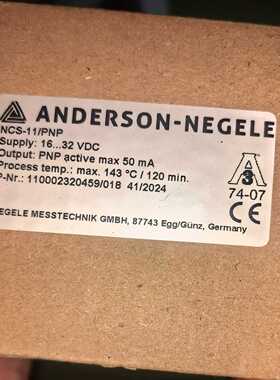 ANDERSON-NEGELE
NCS-11/PNP
Supply: 16...32 VDC
Output: PNP active max 50 mA
Process temp.: max. 143 °C / 120 min.
P-Nr.: 110002320459/018 41/2024
A
3
74-07
CE
EGELE MESSTECHNIK GMBH, 87743 Egg/Günz, Germany